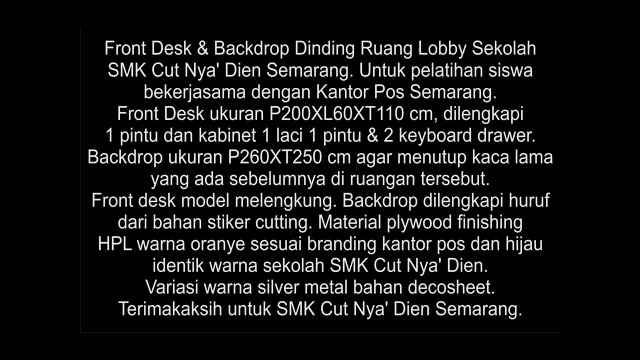 Front Desk & Backdrop Dinding Ruang Lobby Sekolah
SMK Cut Nya' Dien Semarang. Untuk pelatihan siswa
bekerjasama dengan Kantor Pos Semarang.
Front Desk ukuran P200XL60XT110 cm, dilengkapi
1 pintu dan kabinet 1 laci 1 pintu & 2 keyboard drawer.
Backdrop ukuran P260XT250 cm agar menutup kaca lama
yang ada sebelumnya di ruangan tersebut.
Front desk model melengkung. Backdrop dilengkapi huruf
dari bahan stiker cutting. Material plywood finishing
HPL warna oranye sesuai branding kantor pos dan hijau
identik warna sekolah SMK Cut Nya' Dien.
Variasi warna silver metal bahan decosheet.
Terimakaksih untuk SMK Cut Nya' Dien Semarang.